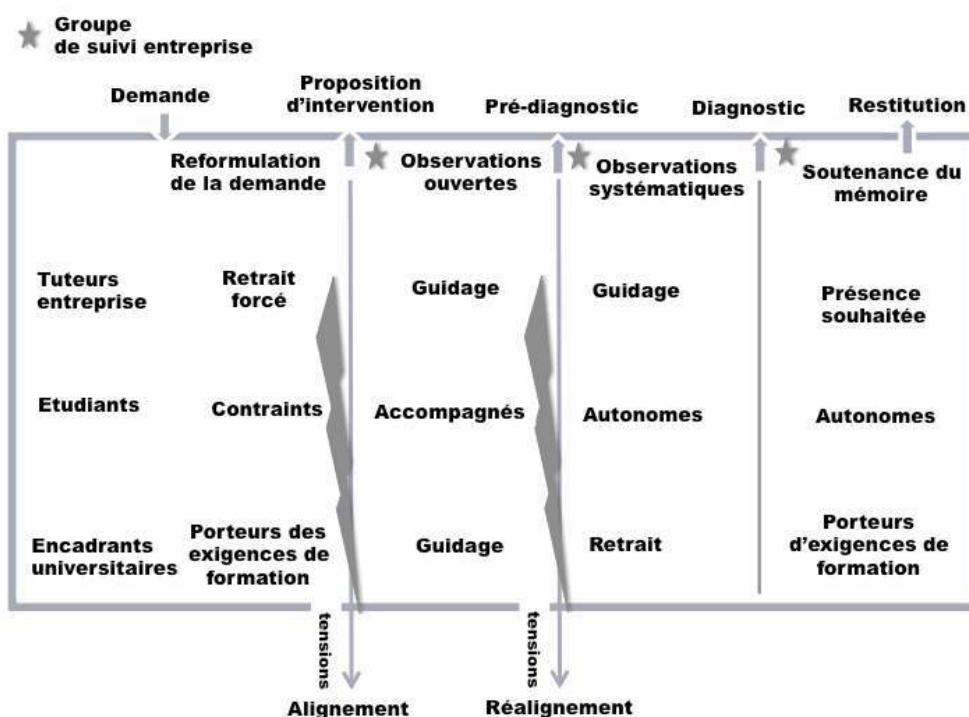 Groupe
de suivi entreprise
Demande
Proposition
d'intervention
Pré-diagnostic
Diagnostic
Restitution
Reformulation
de la demande
Observations
ouvertes
Observations
systématiques
Soutenance du
mémoire
Tuteurs
entreprise
Retrait
forcé
Guidage
Guidage
Présence
souhaitée
Etudiants
Contraints
Accompagnés
Autonomes
Autonomes
Encadrants
universitaires
Porteurs des
exigences de
formation
Guidage
Retrait
Porteurs
d'exigences de
formation
tensions
tensions
Alignement
Réalignement